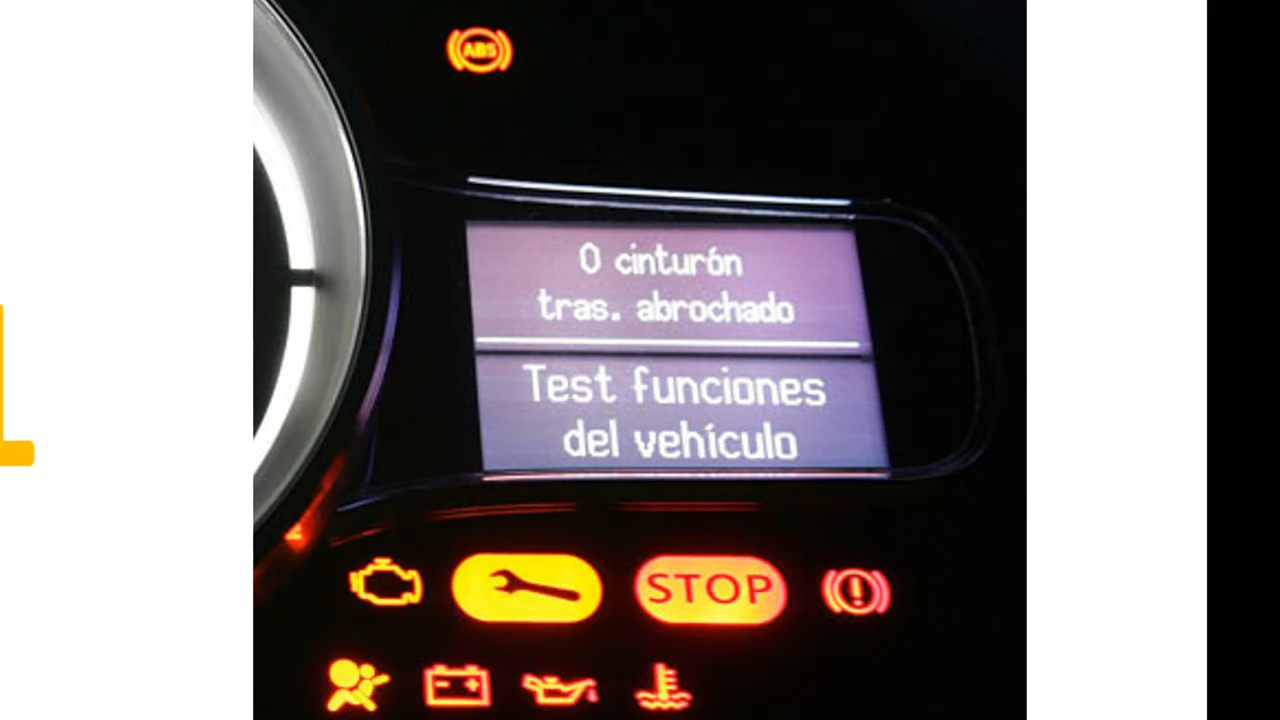 ABS
0 cinturón
tras. abrochado
Test funciones
del vehículo
STOP